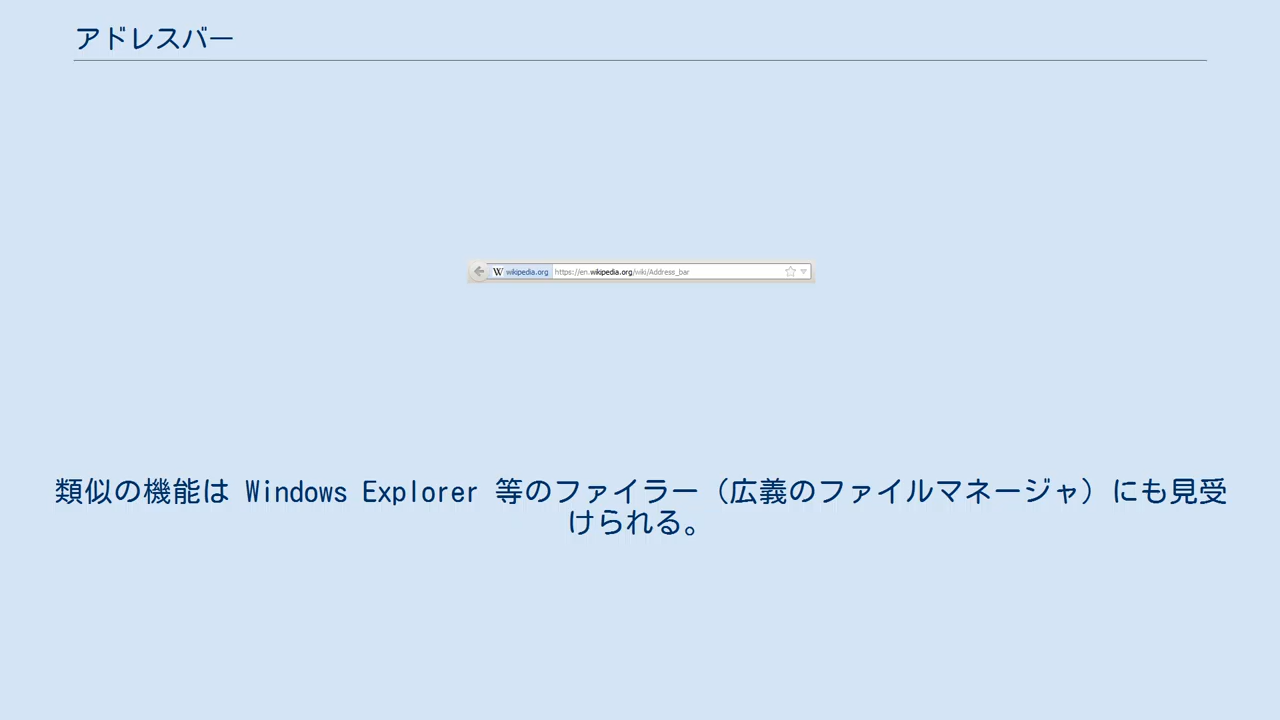 アドレスバー
W wikipedia.org https://en.wikipedia.org/wiki/Address_bar
類似の機能は Windows Explorer 等のファイラー（広義のファイルマネージャ）にも見受
けられる。